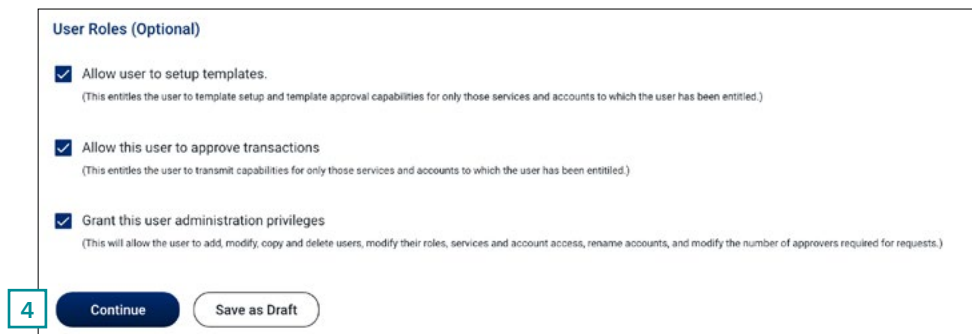 User Roles (Optional)
Allow user to setup templates.
(This entitles the user to template setup and template approval capabilities for only those services and accounts to which the user has been entitled.)
Allow this user to approve transactions
(This entitles the user to transmit capabilities for only those services and accounts to which the user has been entitiled.)
Grant this user administration privileges
(This will allow the user to add, modify, copy and delete users, modify their roles, services and account access, rename accounts, and modify the number of approvers required for requests.)
4 Continue Save as Draft